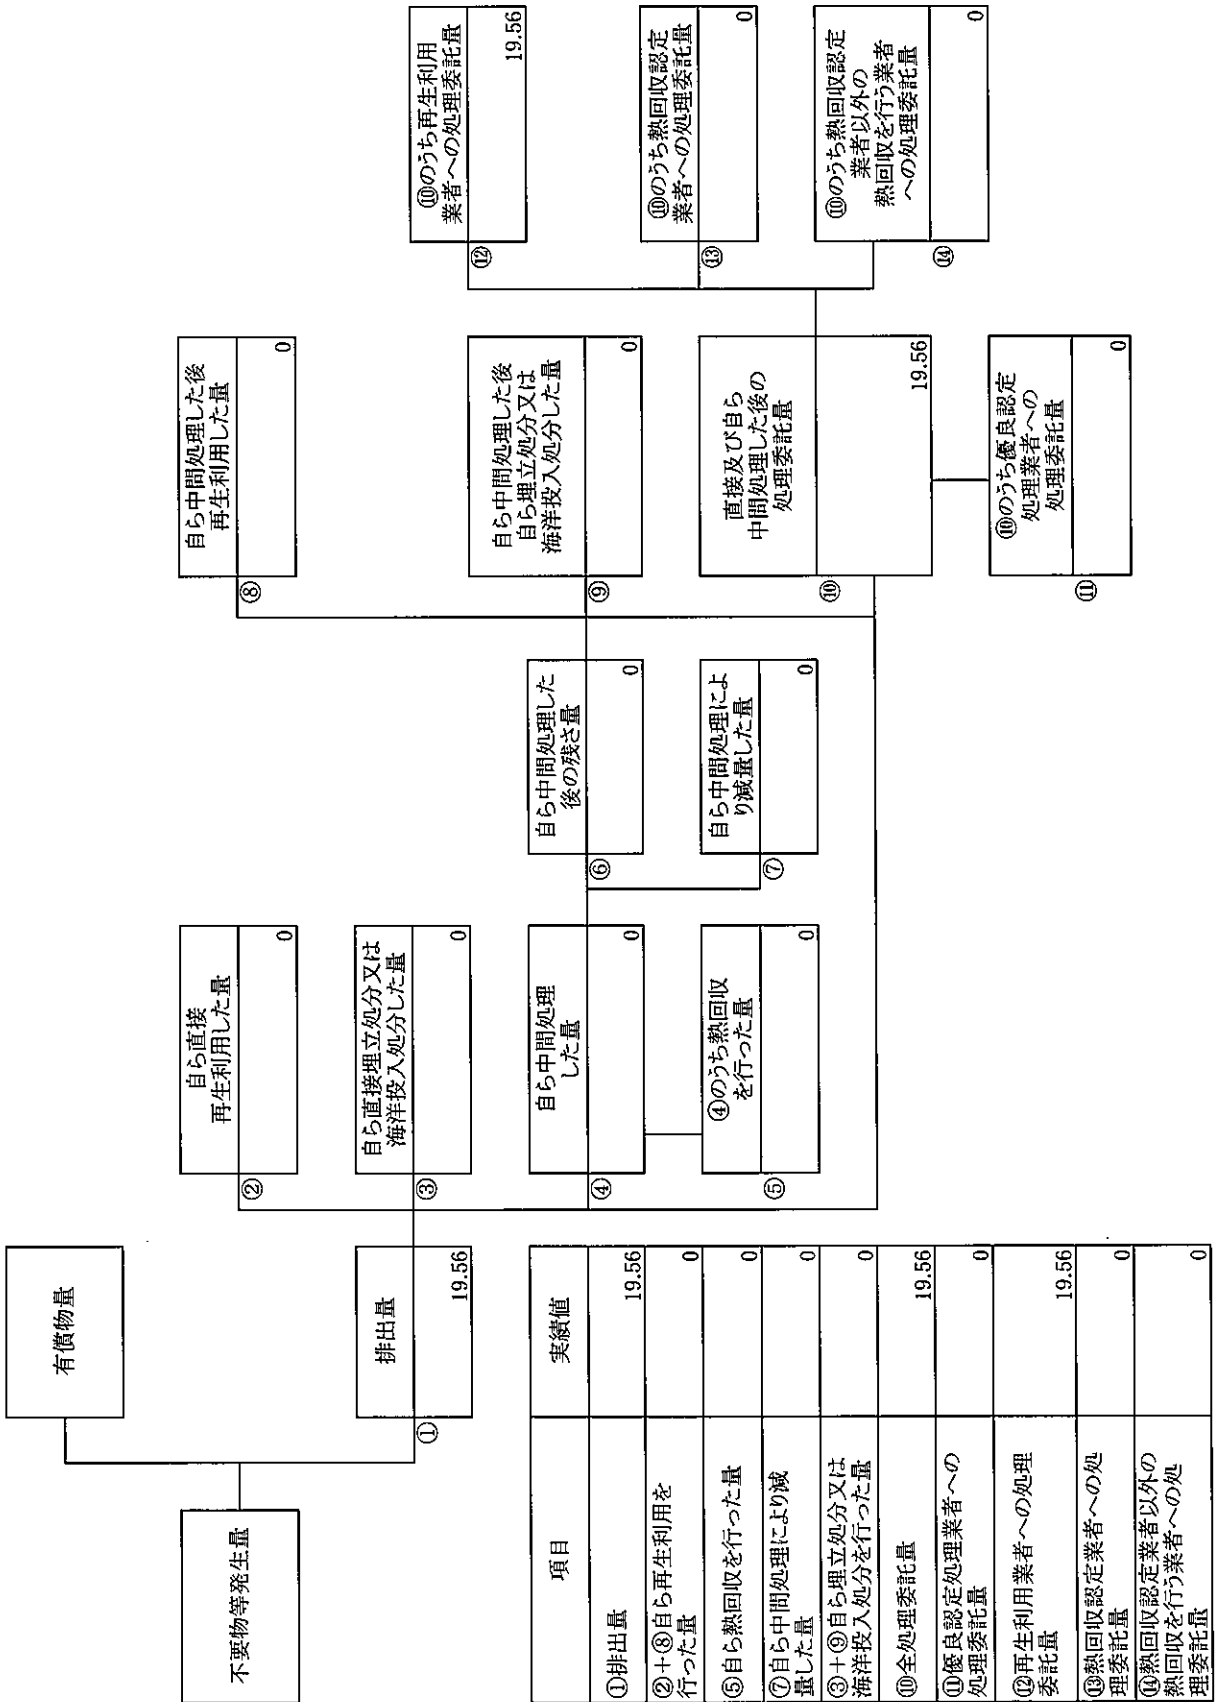 不要物等発生量
有償物量
排出量
①
19.56
自ら直接
再生利用した量
②
0
自ら直接埋立処分又は
海洋投入処分した量
③
0
自ら中間処理
した量
④
0
④のうち熱回収
を行った量
⑤
0
自ら中間処理した
後の残さ量
⑥
0
自ら中間処理によ
り減量した量
⑦
0
自ら中間処理した後
再生利用した量
⑧
0
自ら中間処理した後
自ら埋立処分又は
海洋投入処分した量
⑨
0
直接及び自ら
中間処理した後の
処理委託量
⑩
19.56
⑩のうち優良認定
処理業者への
処理委託量
⑪
0
⑩のうち再生利用
業者への処理委託量
⑫
19.56
⑩のうち熱回収認定
業者への処理委託量
⑬
0
⑩のうち熱回収認定
業者以外の
熱回収を行う業者
への処理委託量
⑭
0
項目 実績値
①排出量 19.56
②+⑧自ら再生利用を
行った量 0
⑤自ら熱回収を行った量 0
⑦自ら中間処理により減
量した量 0
③+⑨自ら埋立処分又は
海洋投入処分を行った量 0
⑩全処理委託量 19.56
⑪優良認定処理業者への
処理委託量 0
⑫再生利用業者への処理
委託量 19.56
⑬熱回収認定業者への処
理委託量 0
⑭熱回収認定業者以外の
熱回収を行う業者への処
理委託量 0